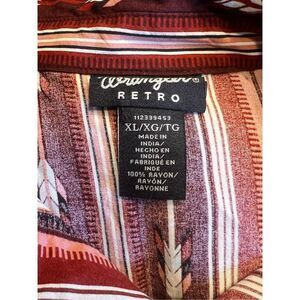 Wrangler®
RETRO
112339453
XL/XG/TG
MADE IN
INDIA/
HECHO EN
INDIA/
FABRIQUÉ EN
INDE
100% RAYON/
RAYÓN/
RAYONNE